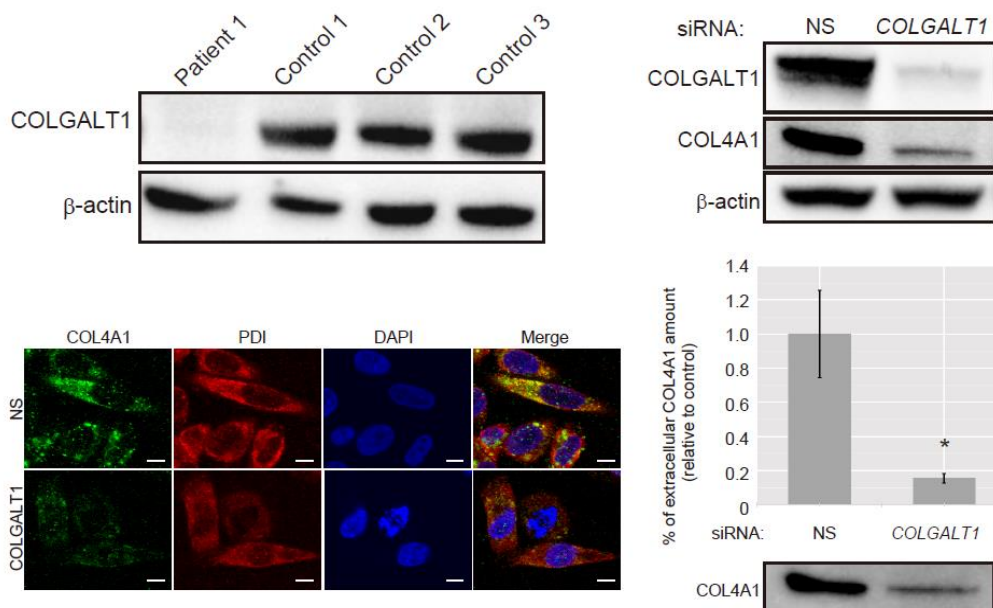 Patient 1
Control 1
Control 2
Control 3
COLGALT1
β-actin
siRNA: NS COLGALT1
COLGALT1
COL4A1
β-actin
COL4A1 PDI DAPI Merge
NS
COLGALT1
% of extracellular COL4A1 amount
(relative to control)
1.4
1.2
1.0
0.8
0.6
0.4
0.2
0
*
siRNA: NS COLGALT1
COL4A1